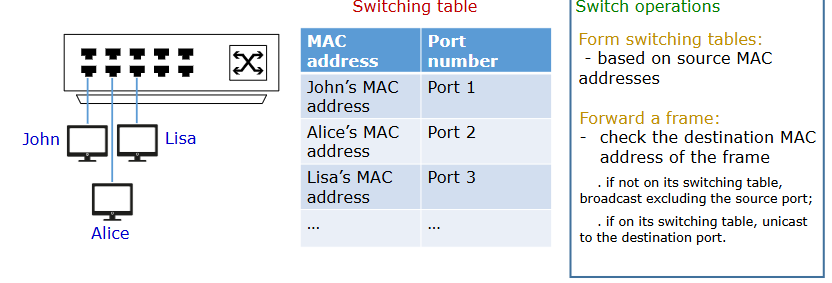 Switching table
Switch operations
MAC address
Port number
John's MAC address
Port 1
Alice's MAC address
Port 2
Lisa's MAC address
Port 3
...
...
John
Lisa
Alice
Form switching tables:
- based on source MAC
addresses
Forward a frame:
- check the destination MAC
address of the frame
. if not on its switching table,
broadcast excluding the source port;
. if on its switching table, unicast
to the destination port.